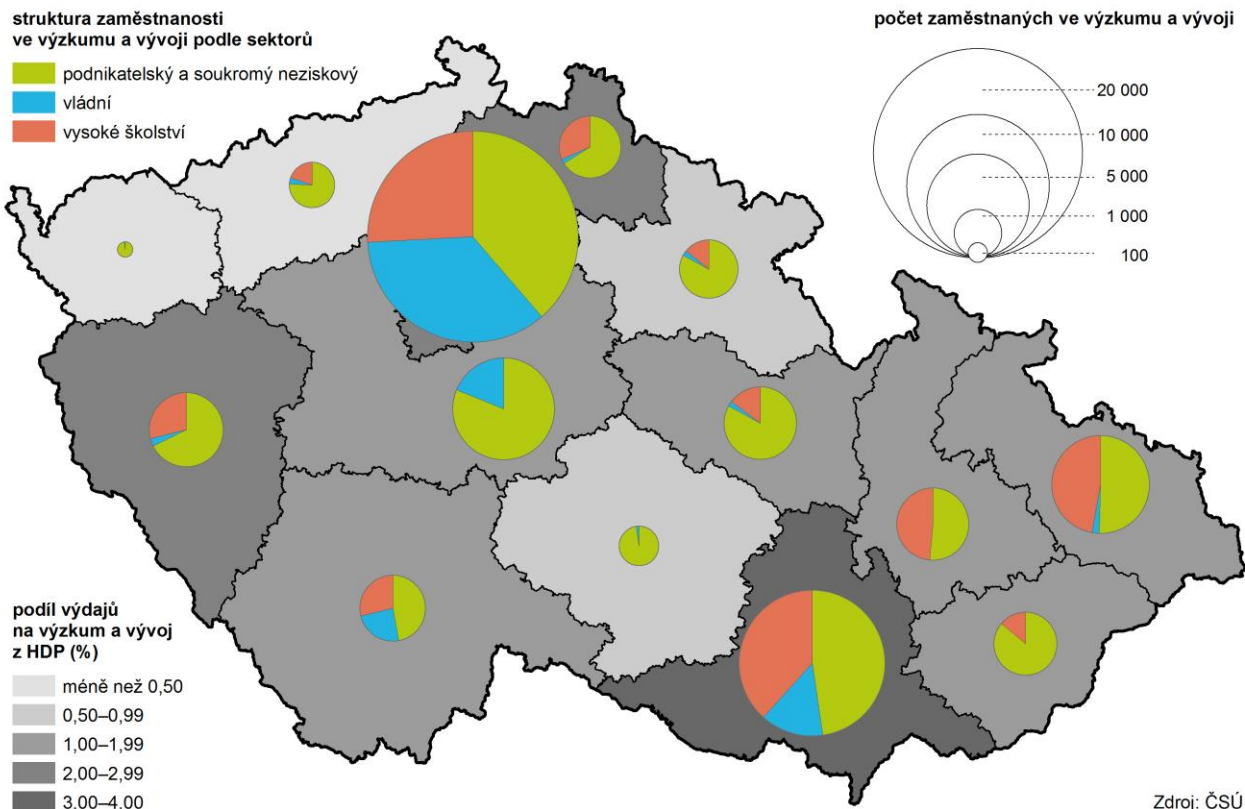 struktura zaměstnanosti
ve výzkumu a vývoji podle sektorů
podnikatelský a soukromý neziskový
vládní
vysoké školství
počet zaměstnaných ve výzkumu a vývoji
20 000
10 000
5 000
1 000
100
podíl výdajů
na výzkum a vývoj
z HDP (%)
méně než 0,50
0,50–0,99
1,00–1,99
2,00–2,99
3,00–4,00
Zdroj: ČSÚ